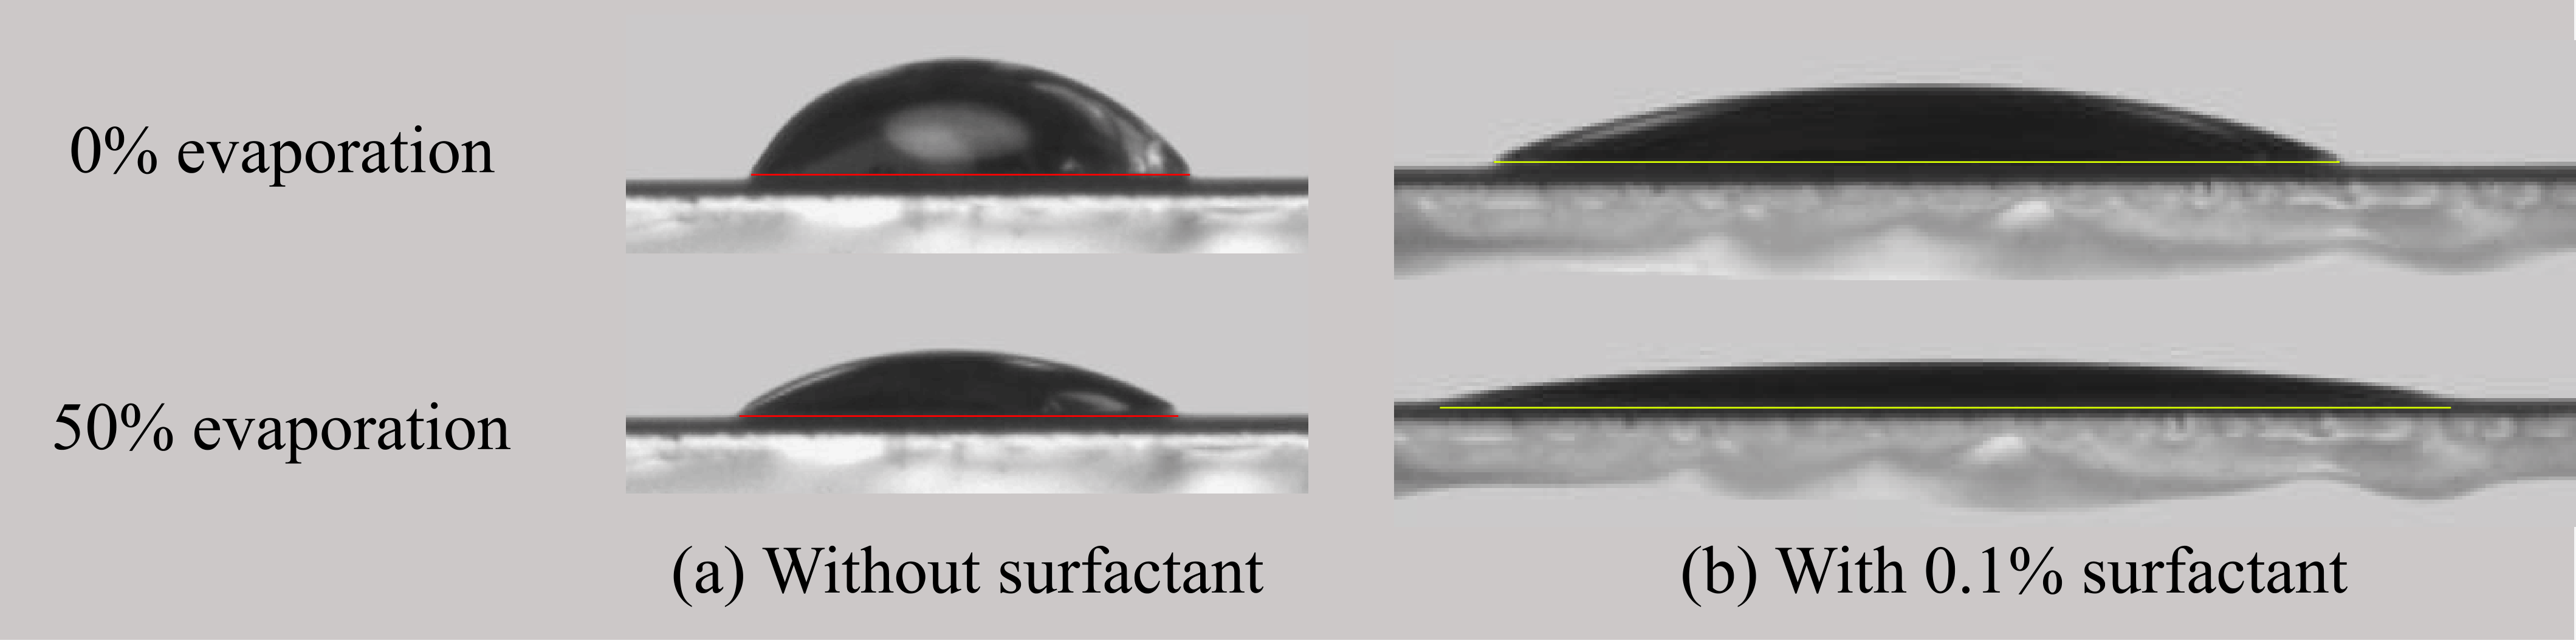 0% evaporation
50% evaporation
(a) Without surfactant
(b) With 0.1% surfactant